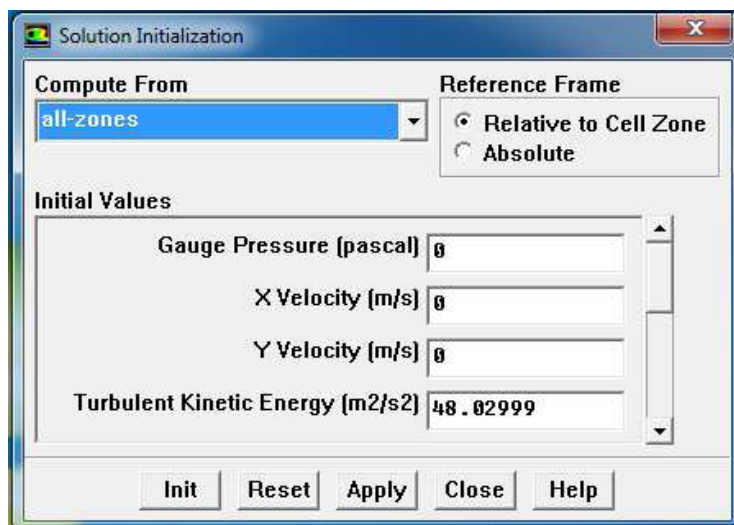 Solution Initialization
Compute From
all-zones
Reference Frame
Relative to Cell Zone
Absolute
Initial Values
Gauge Pressure (pascal) 0
X Velocity (m/s) 0
Y Velocity (m/s) 0
Turbulent Kinetic Energy (m2/s2) 48.02999
Init Reset Apply Close Help